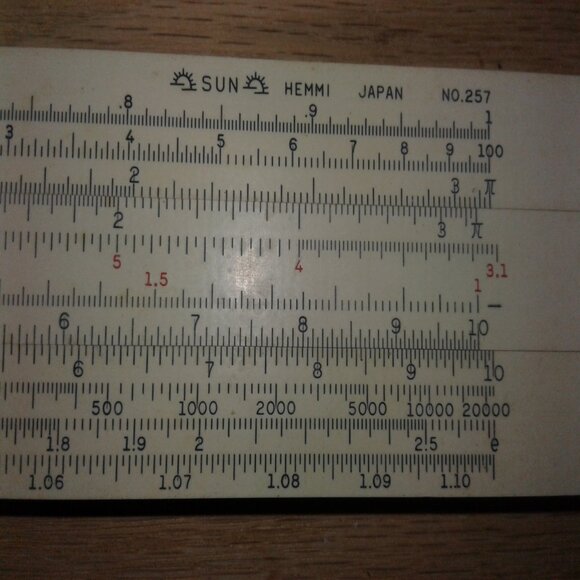 SUN HEMMI JAPAN NO.257
.8 .9 1
3 4 5 6 7 8 9 100
2 3 π
2 3 π
5 4 3.1
1.5 1
6 7 8 9 10
6 7 8 9 10
500 1000 2000 5000 10000 20000
1.8 1.9 2 2.5 e
1.06 1.07 1.08 1.09 1.10